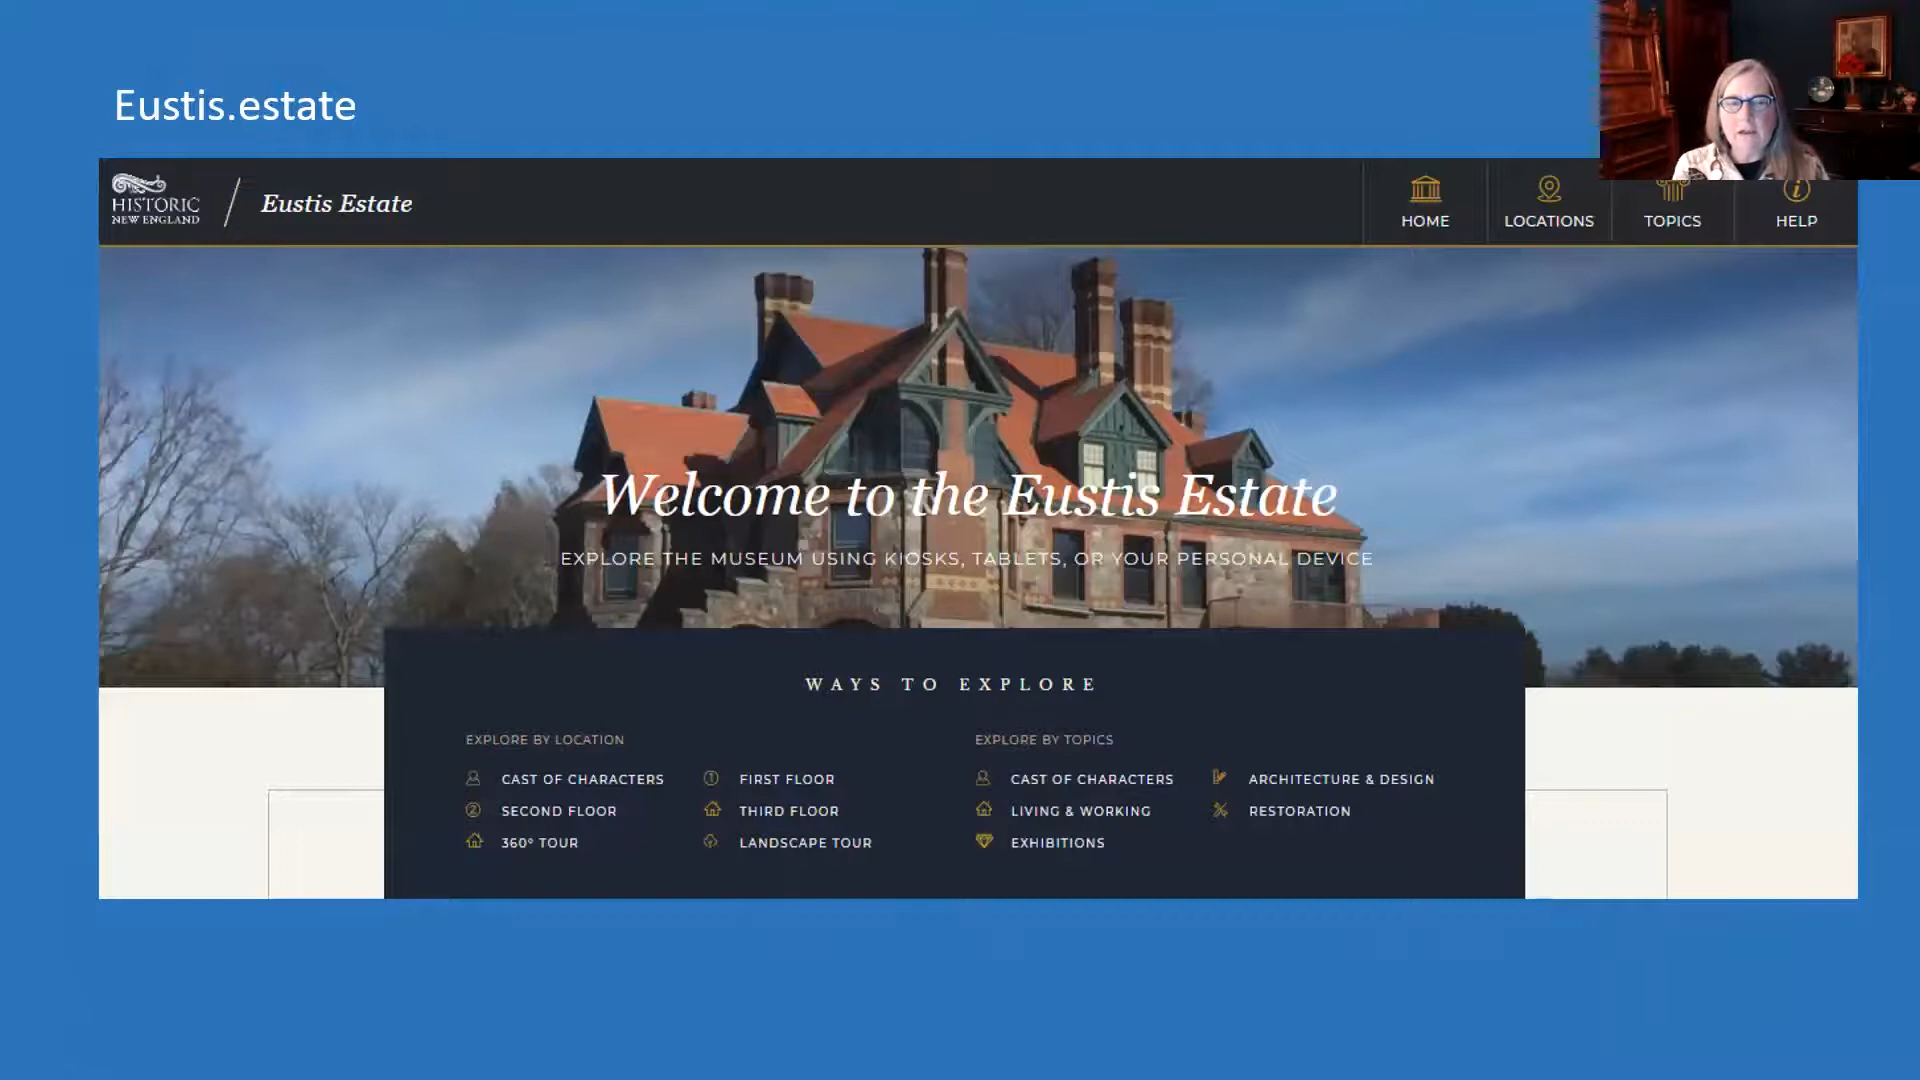 Eustis.estate
HISTORIC
NEW ENGLAND
Eustis Estate
HOME
LOCATIONS
TOPICS
HELP
Welcome to the Eustis Estate
EXPLORE THE MUSEUM USING KIOSKS, TABLETS, OR YOUR PERSONAL DEVICE
WAYS TO EXPLORE
EXPLORE BY LOCATION
CAST OF CHARACTERS
FIRST FLOOR
SECOND FLOOR
THIRD FLOOR
360° TOUR
LANDSCAPE TOUR
EXPLORE BY TOPICS
CAST OF CHARACTERS
ARCHITECTURE & DESIGN
LIVING & WORKING
RESTORATION
EXHIBITIONS